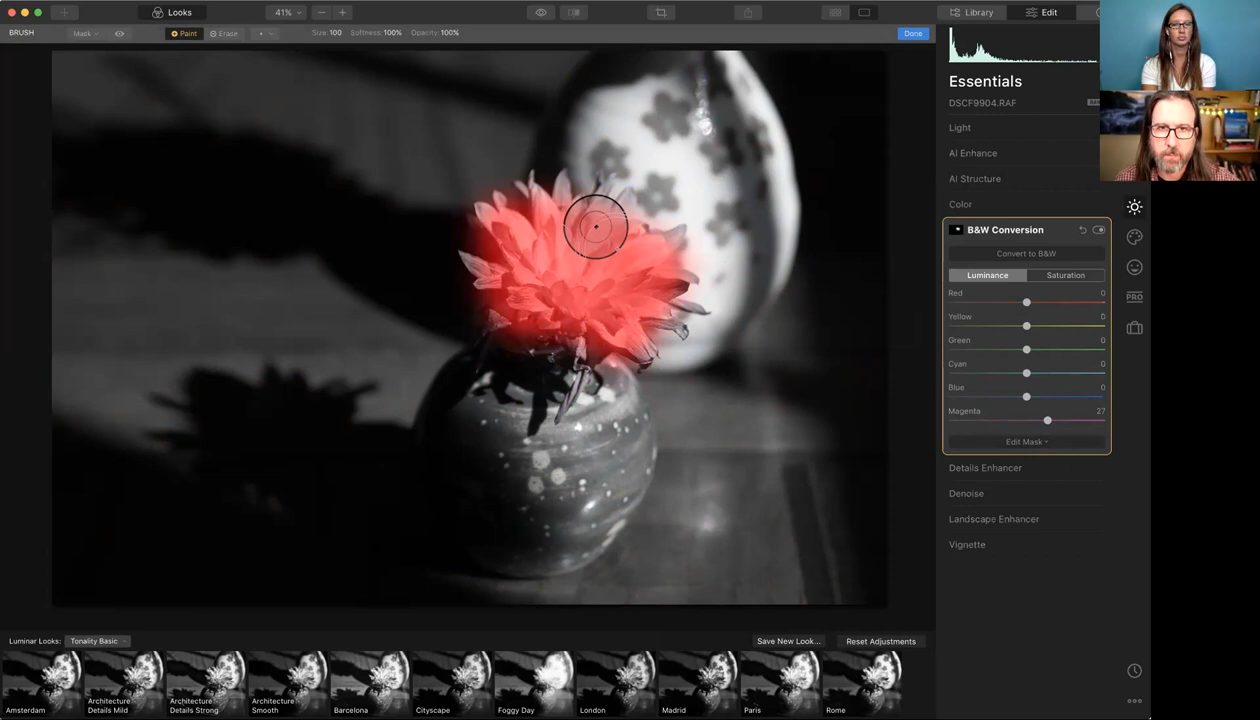 Looks
41%
Library
Edit
BRUSH
Mask
Paint
Erase
Size: 100
Softness: 100%
Opacity: 100%
Done
Essentials
DSCF9904.RAF
Light
AI Enhance
AI Structure
Color
B&W Conversion
Convert to B&W
Luminance
Saturation
Red 0
Yellow 0
Green 0
Cyan 0
Blue 0
Magenta 27
Edit Mask
Details Enhancer
Denoise
Landscape Enhancer
Vignette
PRO
Luminar Looks:
Tonality Basic
Save New Look...
Reset Adjustments
Amsterdam
Architecture
Details Mild
Architecture
Details Strong
Architecture
Smooth
Barcelona
Cityscape
Foggy Day
London
Madrid
Paris
Rome